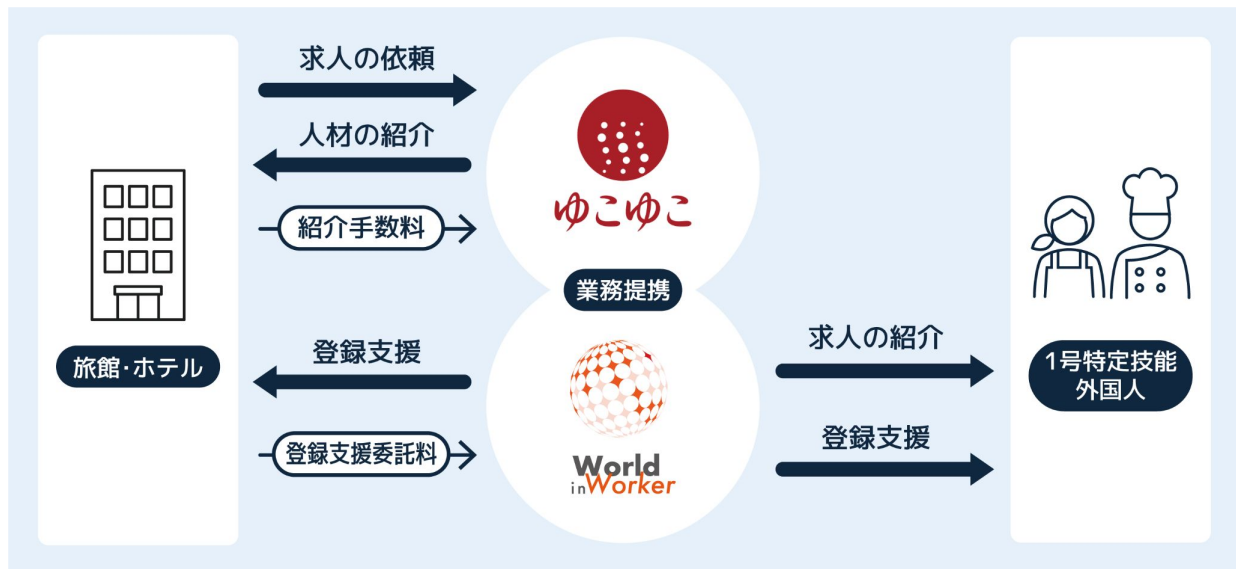 求人の依頼
人材の紹介
紹介手数料
ゆこゆこ
業務提携
旅館･ホテル
登録支援
登録支援委託料
World
inWorker
求人の紹介
登録支援
1号特定技能
外国人